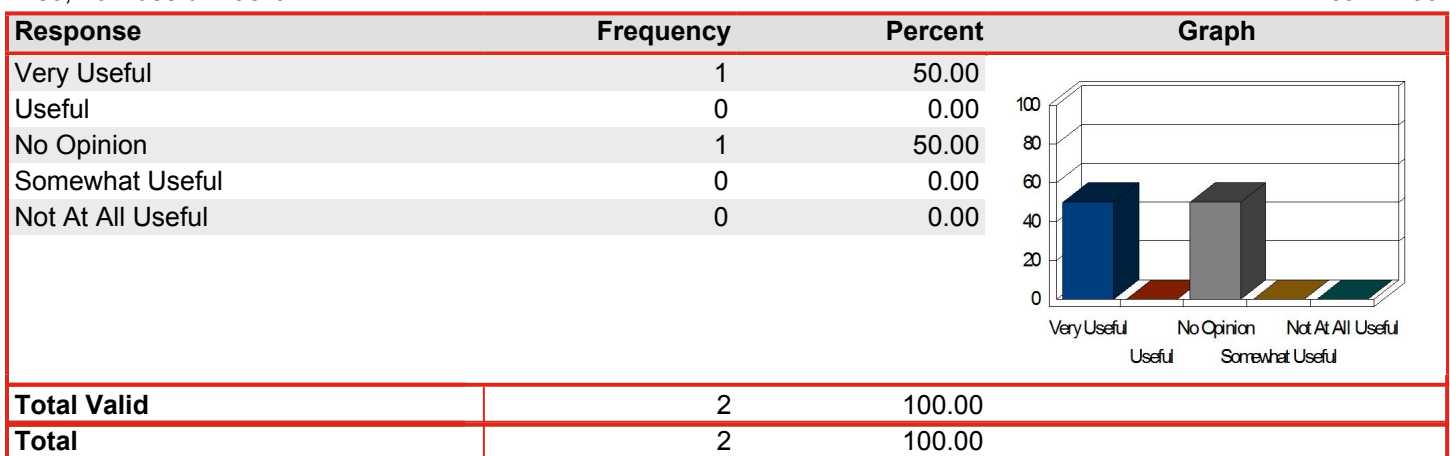 Response Frequency Percent Graph
Very Useful 1 50.00
Useful 0 0.00
No Opinion 1 50.00
Somewhat Useful 0 0.00
Not At All Useful 0 0.00
100
80
60
40
20
0
Very Useful No Opinion Not At All Useful
Useful Somewhat Useful
Total Valid 2 100.00
Total 2 100.00